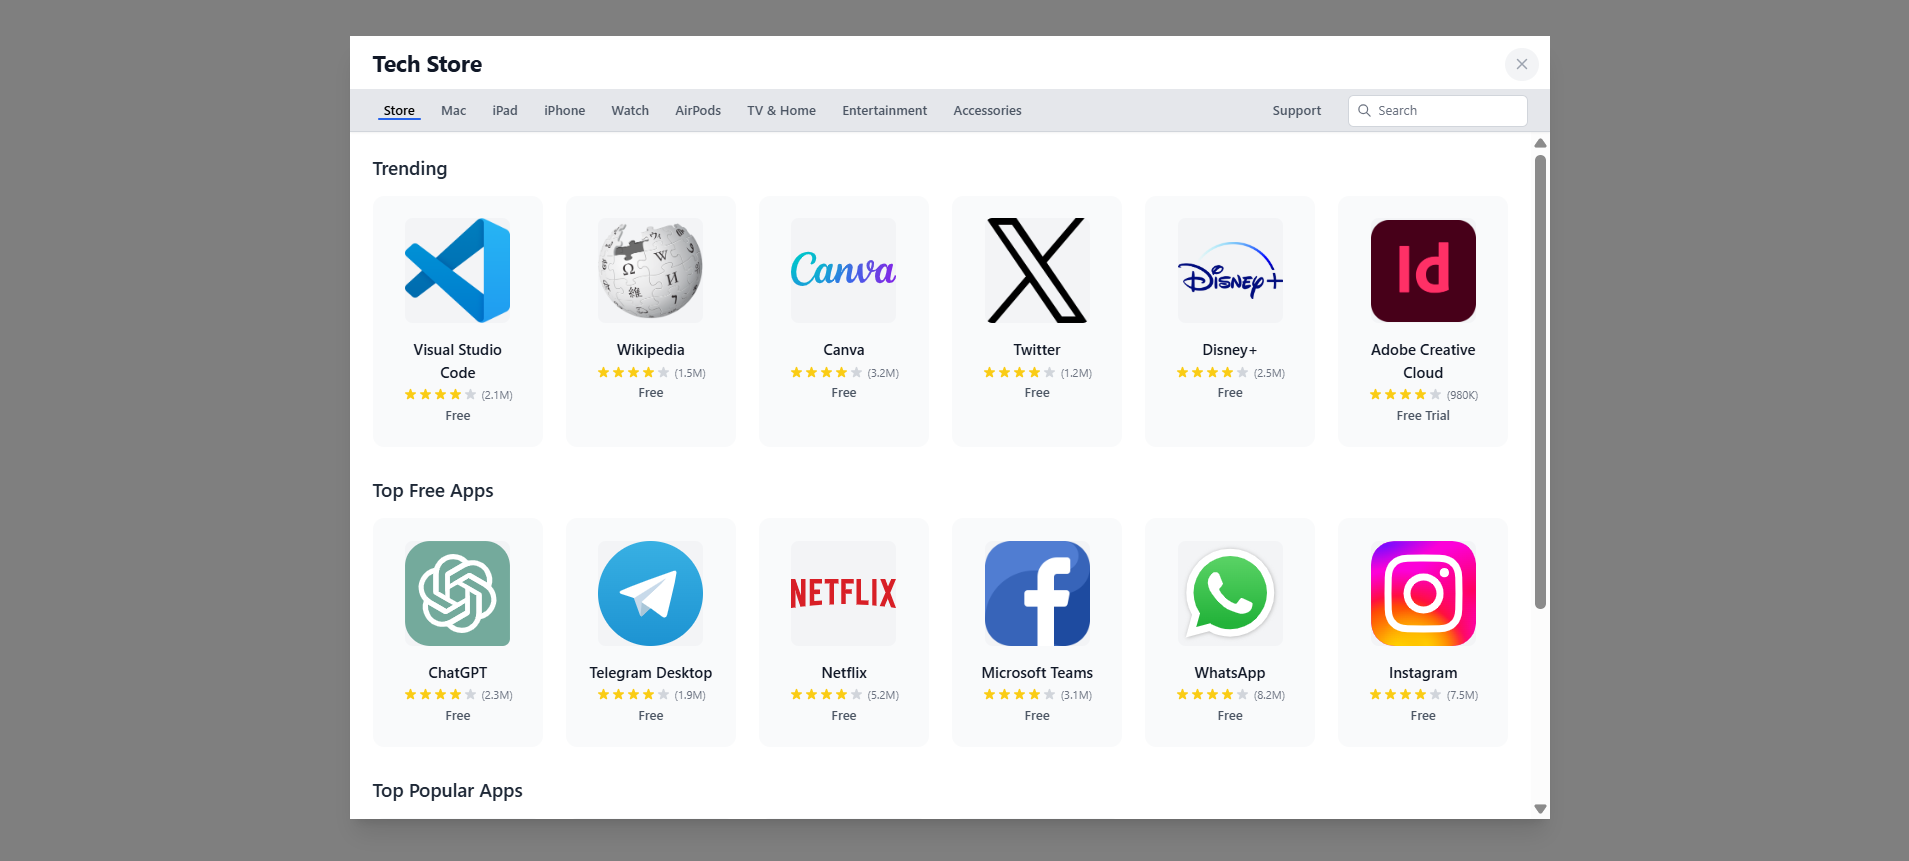 Tech Store
Store Mac iPad iPhone Watch AirPods TV & Home Entertainment Accessories Support Search
Trending
Canva
Disney+
Id
Visual Studio
Code
(2.1M)
Free
Wikipedia
(1.5M)
Free
Canva
(3.2M)
Free
Twitter
(1.2M)
Free
Disney+
(2.5M)
Free
Adobe Creative
Cloud
(980K)
Free Trial
Top Free Apps
NETFLIX
ChatGPT
(2.3M)
Free
Telegram Desktop
(1.9M)
Free
Netflix
(5.2M)
Free
Microsoft Teams
(3.1M)
Free
WhatsApp
(8.2M)
Free
Instagram
(7.5M)
Free
Top Popular Apps